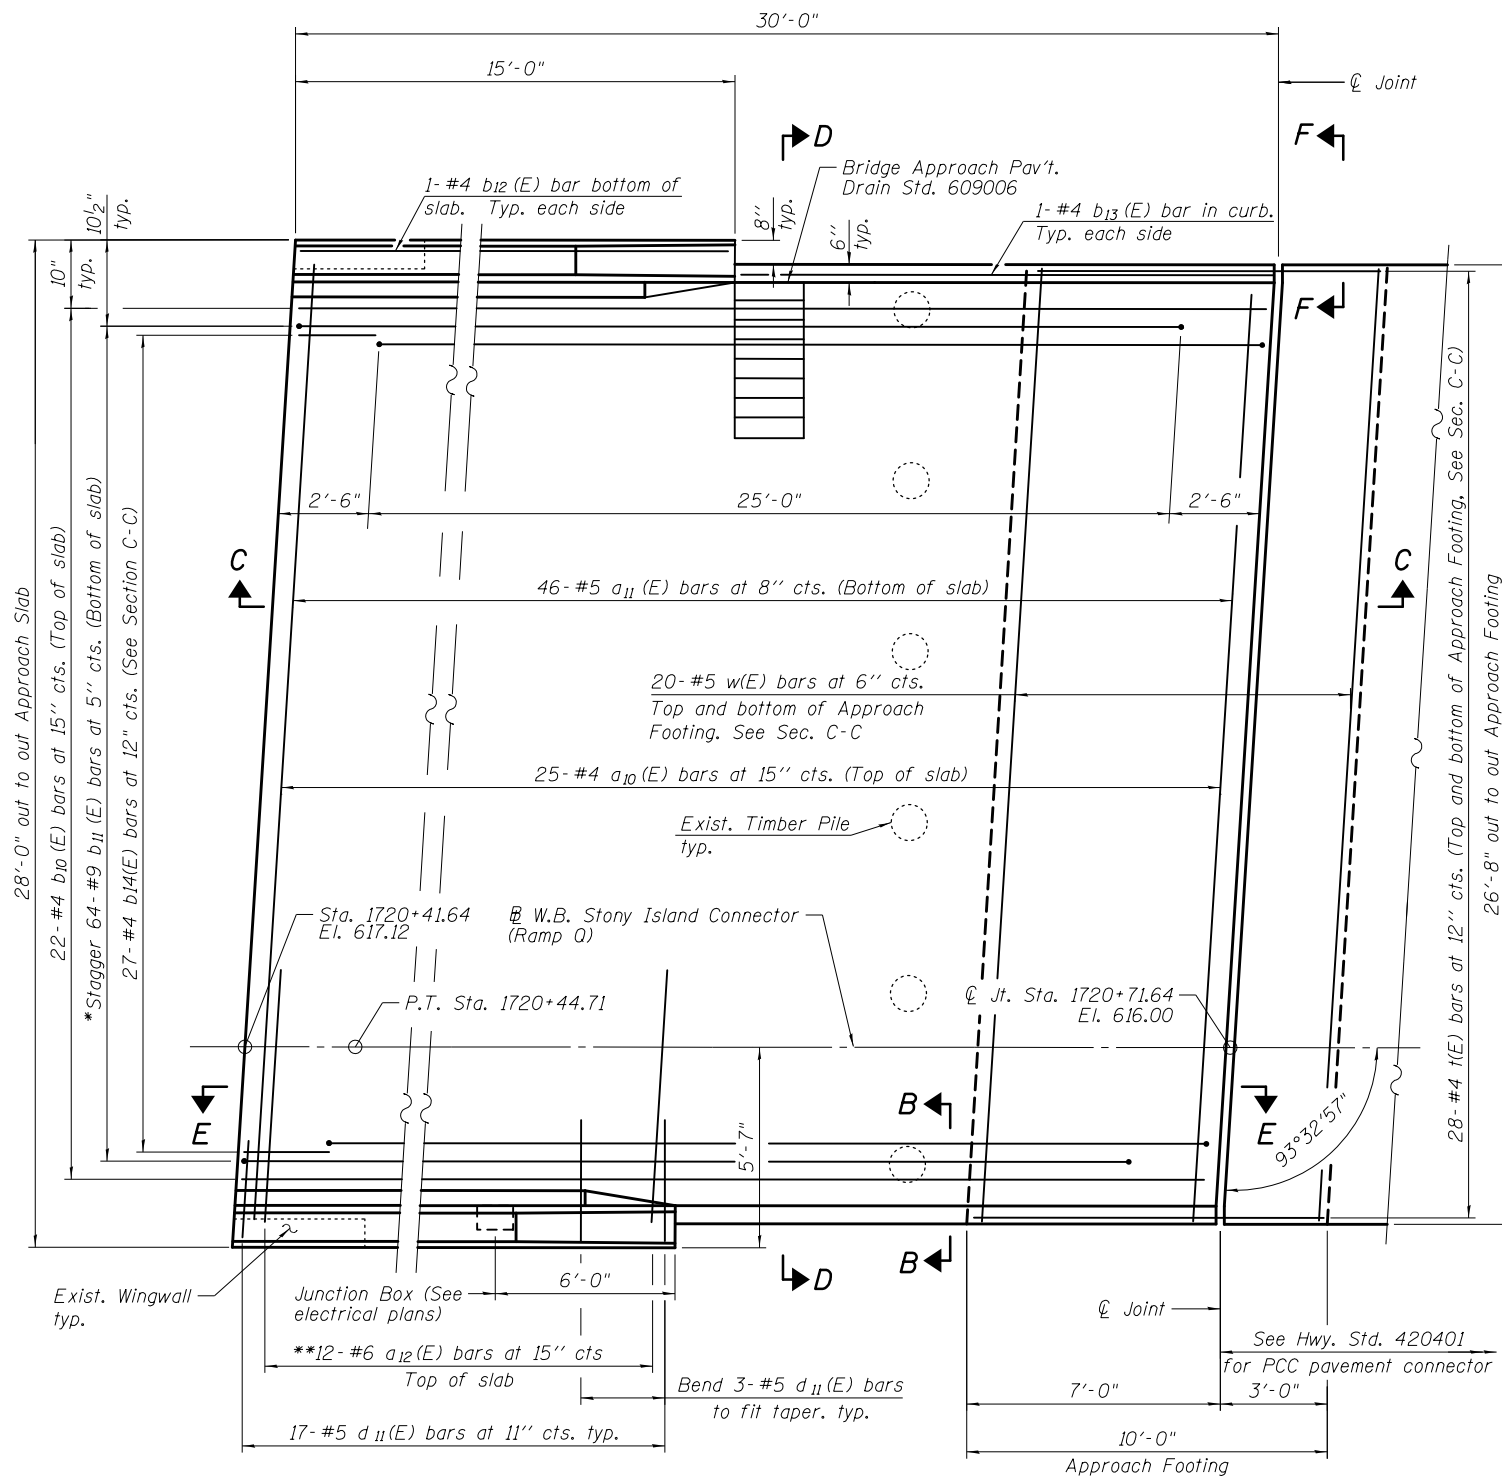 30'-0"
15'-0"
℄ Joint
D
F
1-#4 b12 (E) bar bottom of
slab. Typ. each side
Bridge Approach Pav't.
Drain Std. 609006
1-#4 b13 (E) bar in curb.
Typ. each side
10½"
typ.
10"
typ.
8"
typ.
6"
typ.
F
2'-6"
25'-0"
2'-6"
C
C
46-#5 a11 (E) bars at 8" cts. (Bottom of slab)
20-#5 w(E) bars at 6" cts.
Top and bottom of Approach
Footing. See Sec. C-C
25-#4 a10 (E) bars at 15" cts. (Top of slab)
Exist. Timber Pile
typ.
28'-0" out to out Approach Slab
22-#4 b10 (E) bars at 15" cts. (Top of slab)
*Stagger 64-#9 b11 (E) bars at 5" cts. (Bottom of slab)
27-#4 b14(E) bars at 12" cts. (See Section C-C)
28-#4 t(E) bars at 12" cts. (Top and bottom of Approach Footing, See Sec. C-C)
26'-8" out to out Approach Footing
Sta. 1720+41.64
El. 617.12
W.B. Stony Island Connector
(Ramp Q)
P.T. Sta. 1720+44.71
℄ Jt. Sta. 1720+71.64
El. 616.00
E
B
E
5'-7"
93°32'57"
D
B
Exist. Wingwall
typ.
Junction Box (See
electrical plans)
6'-0"
℄ Joint
**12-#6 a12(E) bars at 15" cts
Top of slab
See Hwy. Std. 420401
for PCC pavement connector
Bend 3-#5 d11(E) bars
to fit taper. typ.
7'-0"
3'-0"
17-#5 d11(E) bars at 11" cts. typ.
10'-0"
Approach Footing